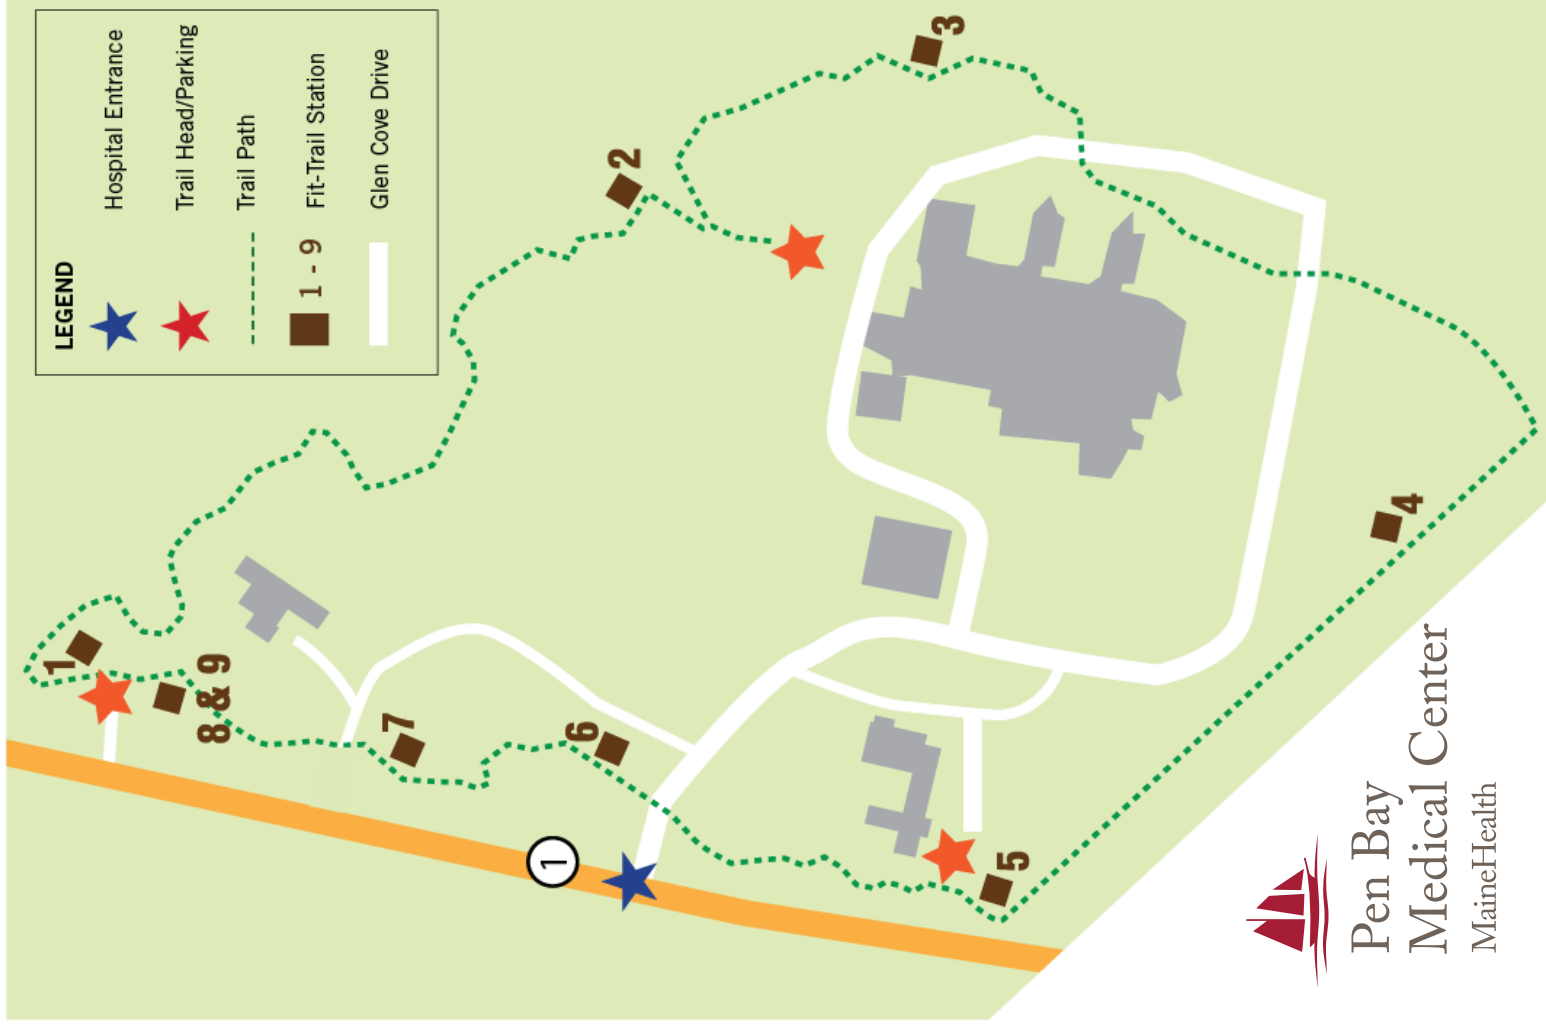 LEGEND
Hospital Entrance
Trail Head/Parking
Trail Path
1 - 9 Fit-Trail Station
Glen Cove Drive
1
2
3
4
5
6
7
8 & 9
1
Pen Bay
Medical Center
MaineHealth